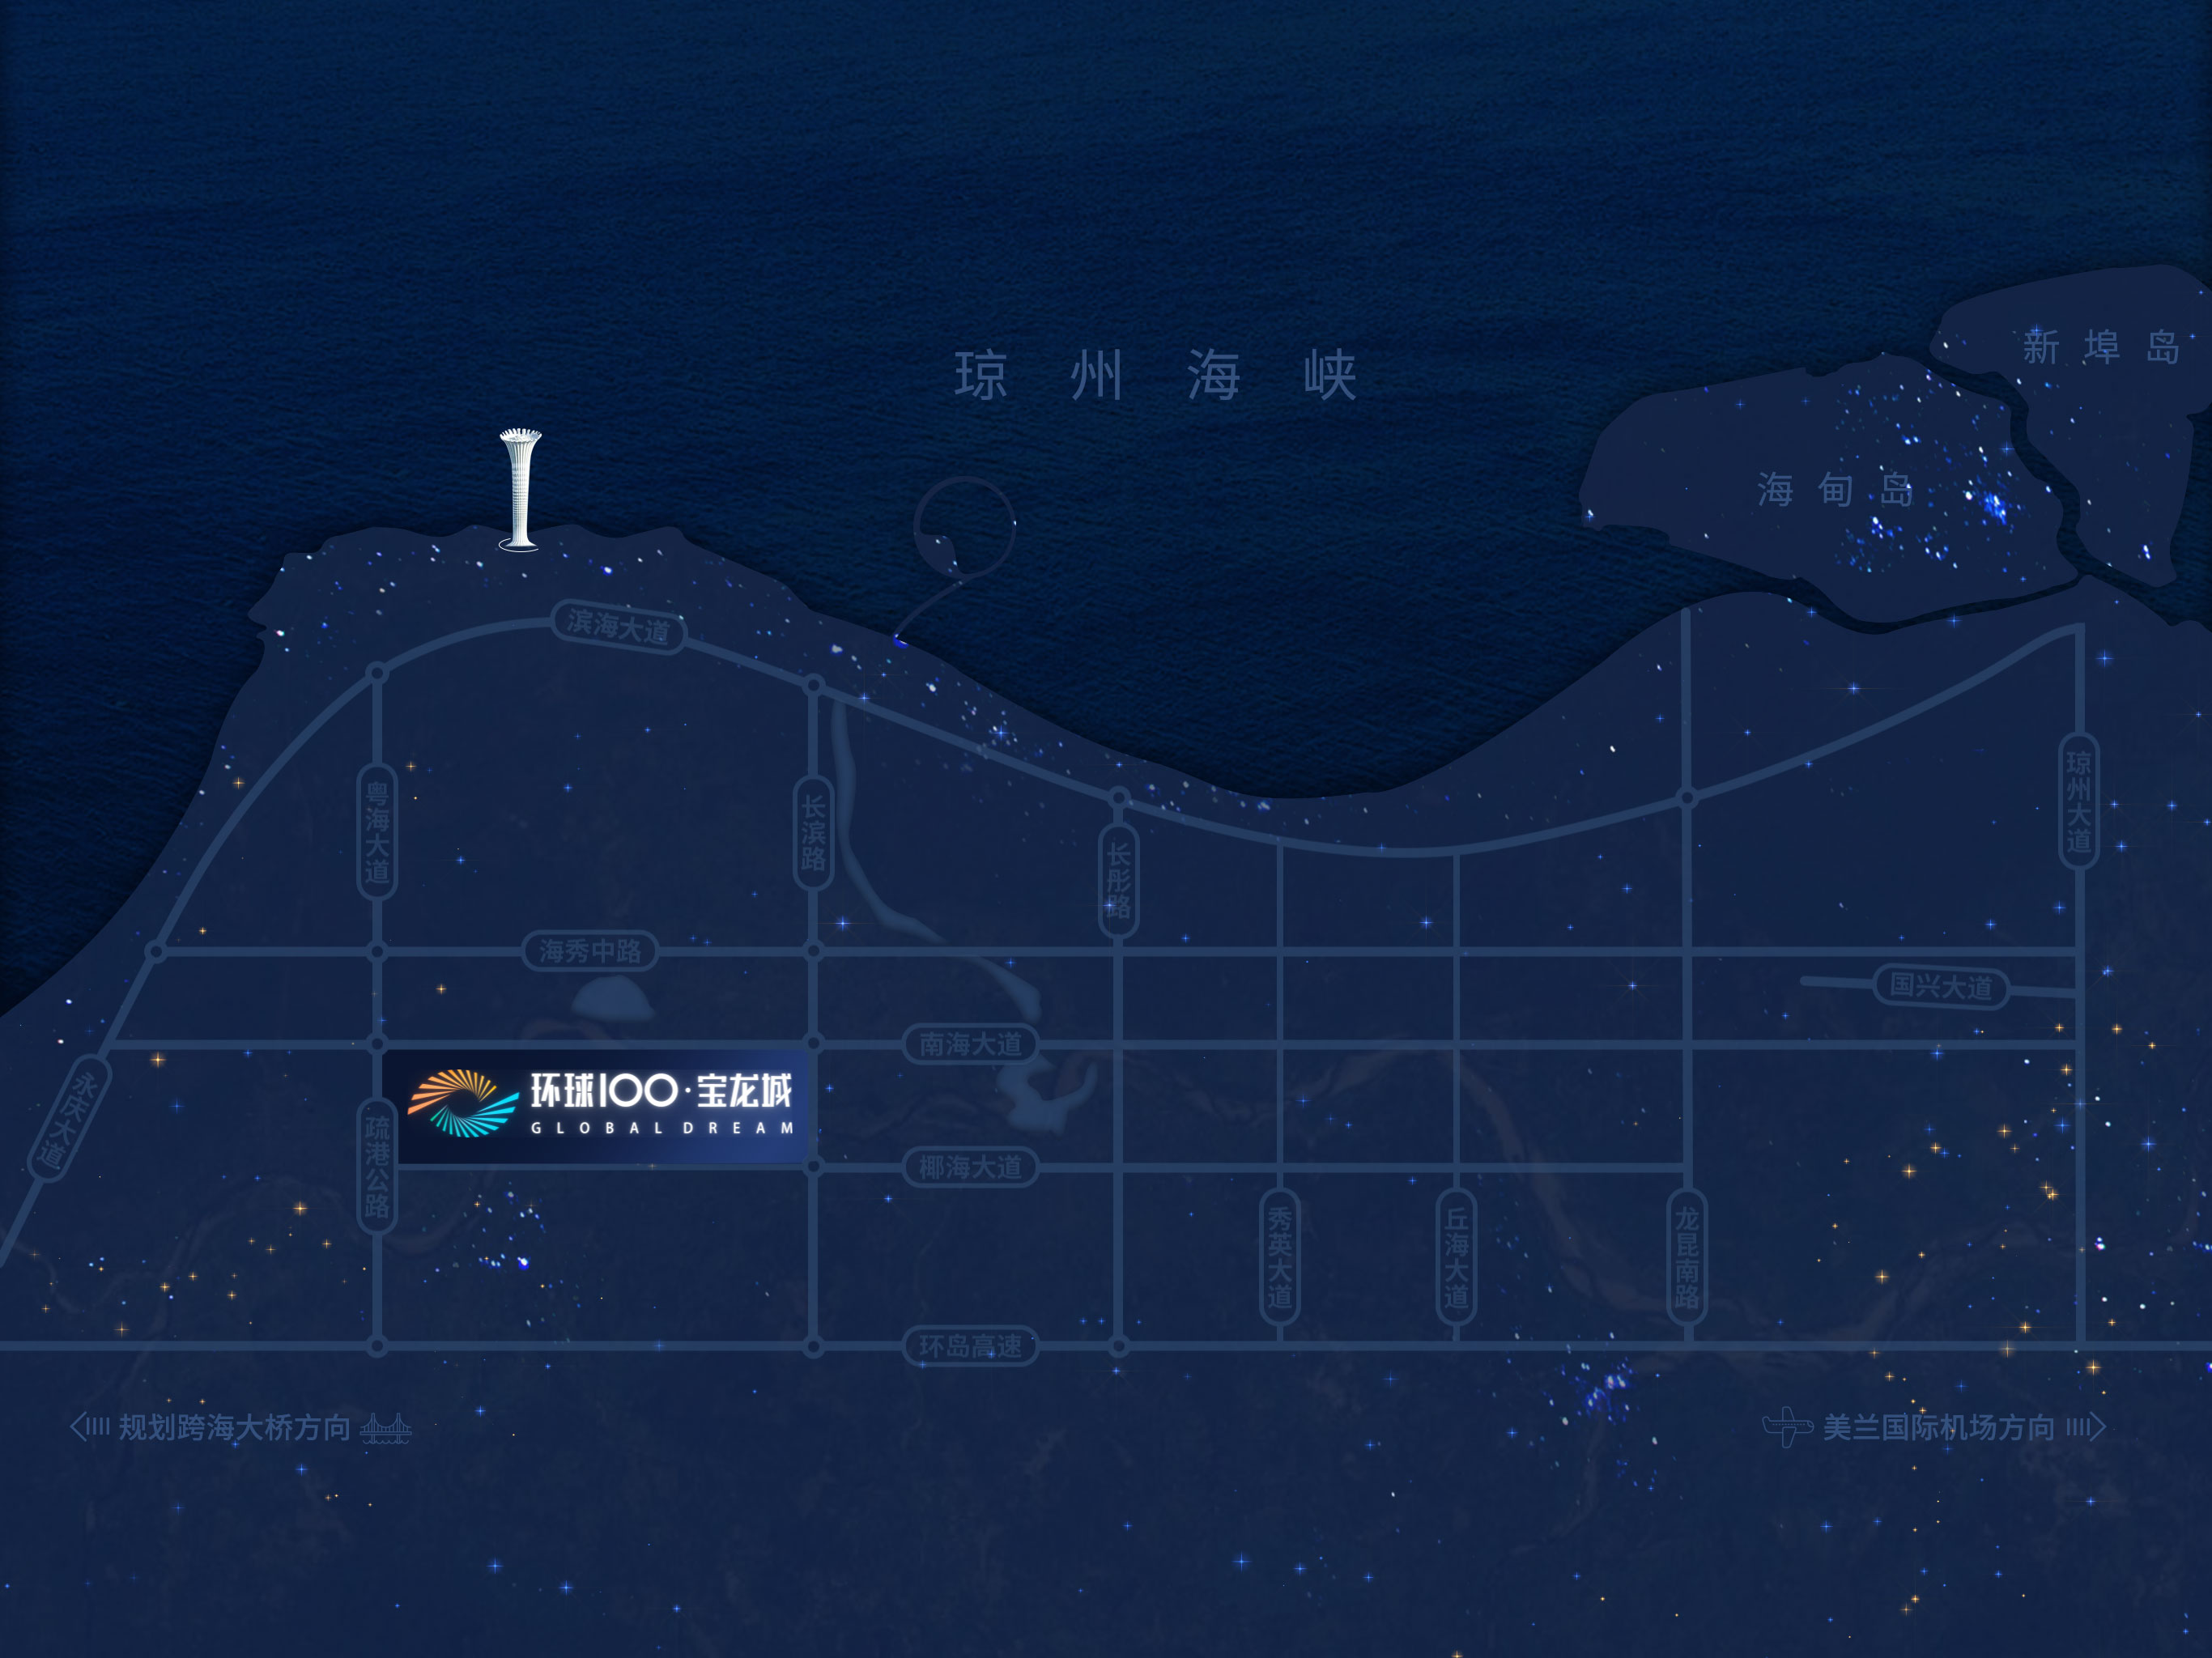 新埠岛
琼州海峡
海甸岛
滨海大道
粤海大道
长滨路
长彤路
琼州大道
海秀中路
国兴大道
南海大道
永庆大道
疏港公路
环球100·宝龙城
GLOBAL DREAM
椰海大道
秀英大道
丘海大道
龙昆南路
环岛高速
规划跨海大桥方向
美兰国际机场方向